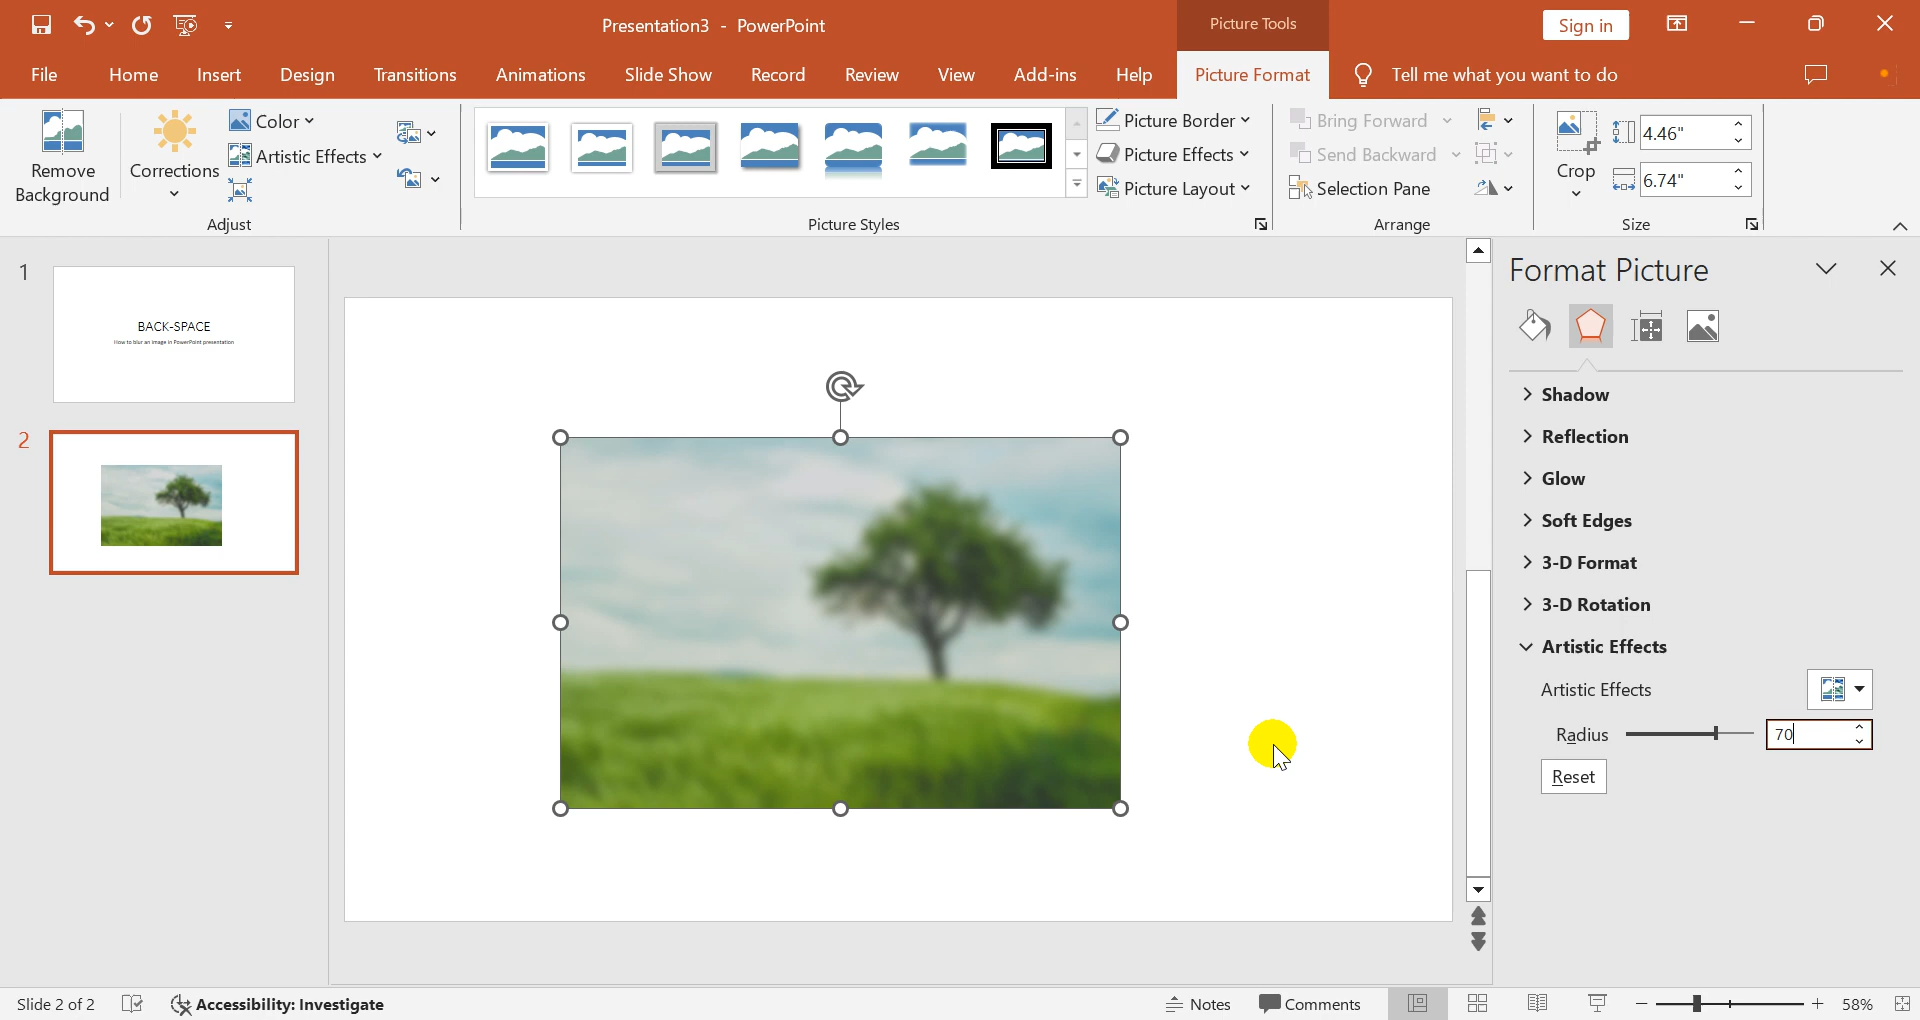 Presentation3 - PowerPoint
Picture Tools
Sign in
File Home Insert Design Transitions Animations Slide Show Record Review View Add-ins Help Picture Format Tell me what you want to do
Remove Background
Corrections
Color
Artistic Effects
Adjust
Picture Styles
Picture Border
Picture Effects
Picture Layout
Bring Forward
Send Backward
Selection Pane
Arrange
Crop
4.46"
6.74"
Size
1
BACK-SPACE
How to blur an image in PowerPoint presentation
2
Format Picture
Shadow
Reflection
Glow
Soft Edges
3-D Format
3-D Rotation
Artistic Effects
Artistic Effects
Radius 70
Reset
Slide 2 of 2 Accessibility: Investigate Notes Comments 58%